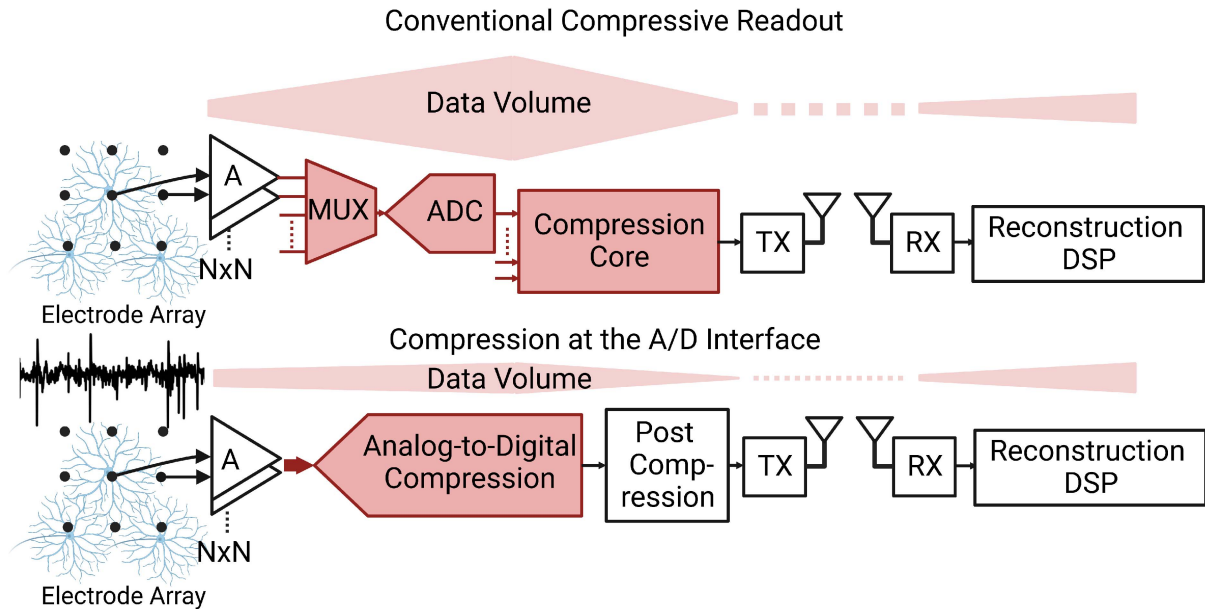 Conventional Compressive Readout
Data Volume
A
MUX
ADC
Compression
Core
TX
RX
Reconstruction
DSP
NxN
Electrode Array
Compression at the A/D Interface
Data Volume
A
Analog-to-Digital
Compression
Post
Comp-
ression
TX
RX
Reconstruction
DSP
NxN
Electrode Array